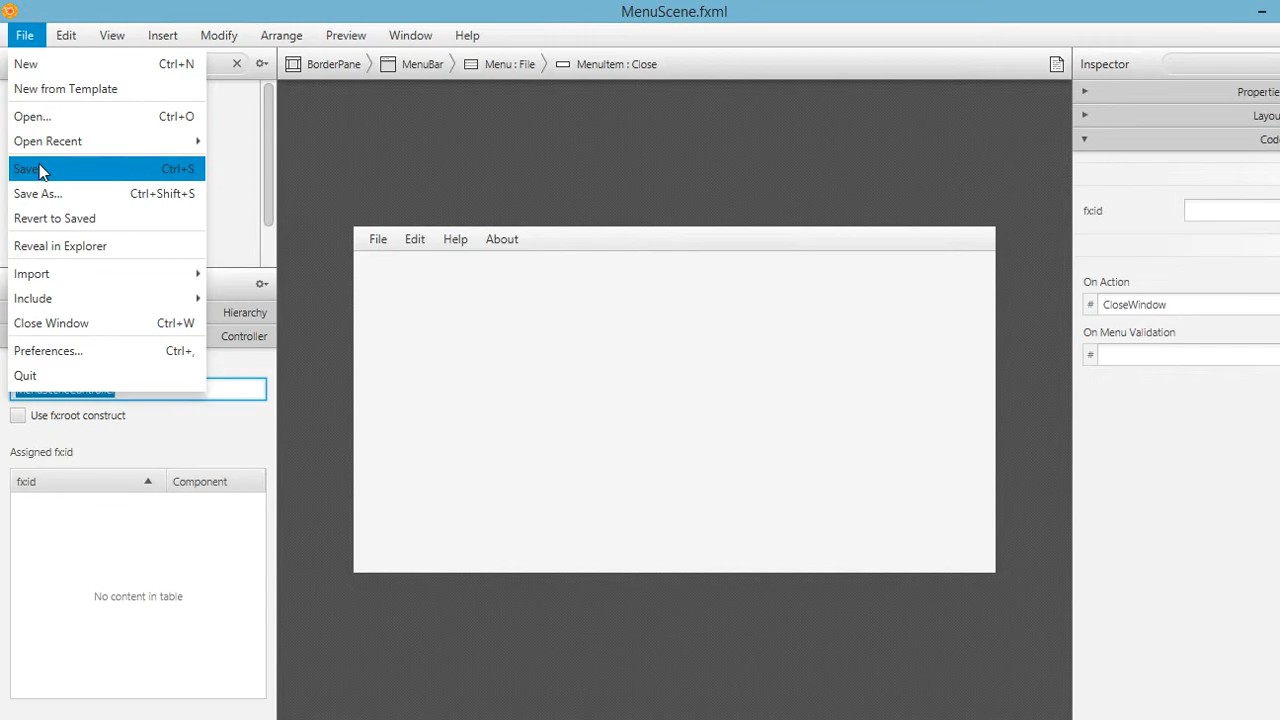 MenuScene.fxml
File Edit View Insert Modify Arrange Preview Window Help
New Ctrl+N
New from Template
Open... Ctrl+O
Open Recent
Save Ctrl+S
Save As... Ctrl+Shift+S
Revert to Saved
Reveal in Explorer
Import
Include
Close Window Ctrl+W
Preferences... Ctrl+,
Quit
Hierarchy
Controller
Use fx:root construct
Assigned fx:id
fx:id Component
No content in table
BorderPane MenuBar Menu : File MenuItem : Close
File Edit Help About
Inspector
Properties
Layou
Code
fx:id
On Action
# CloseWindow
On Menu Validation
#